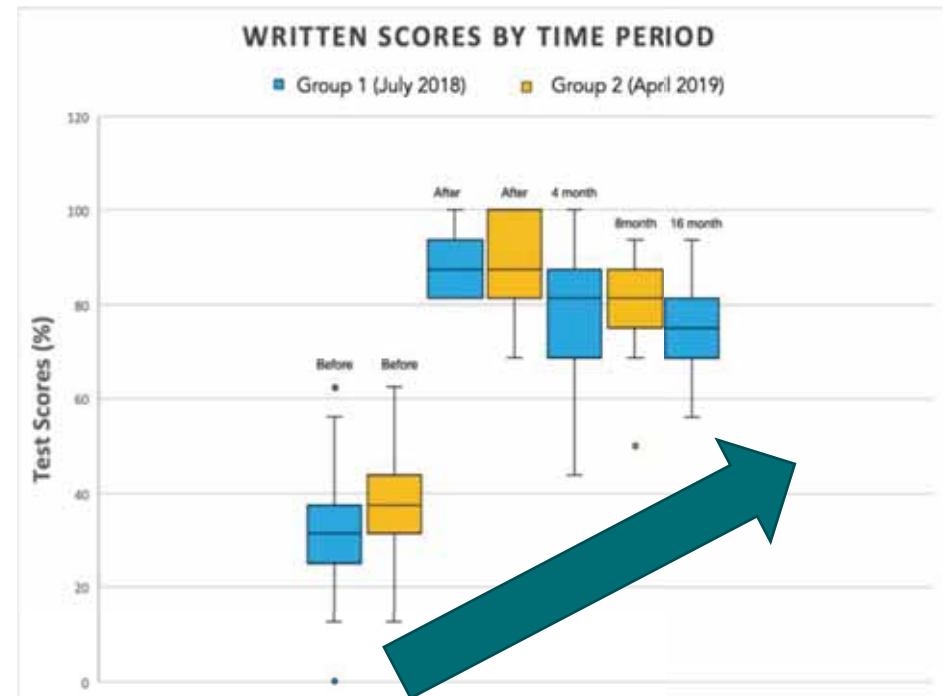 WRITTEN SCORES BY TIME PERIOD
Group 1 (July 2018) Group 2 (April 2019)
120
After After 4 month
100
8month 16 month
80
Before Before
60
40
20
0
Test Scores (%)